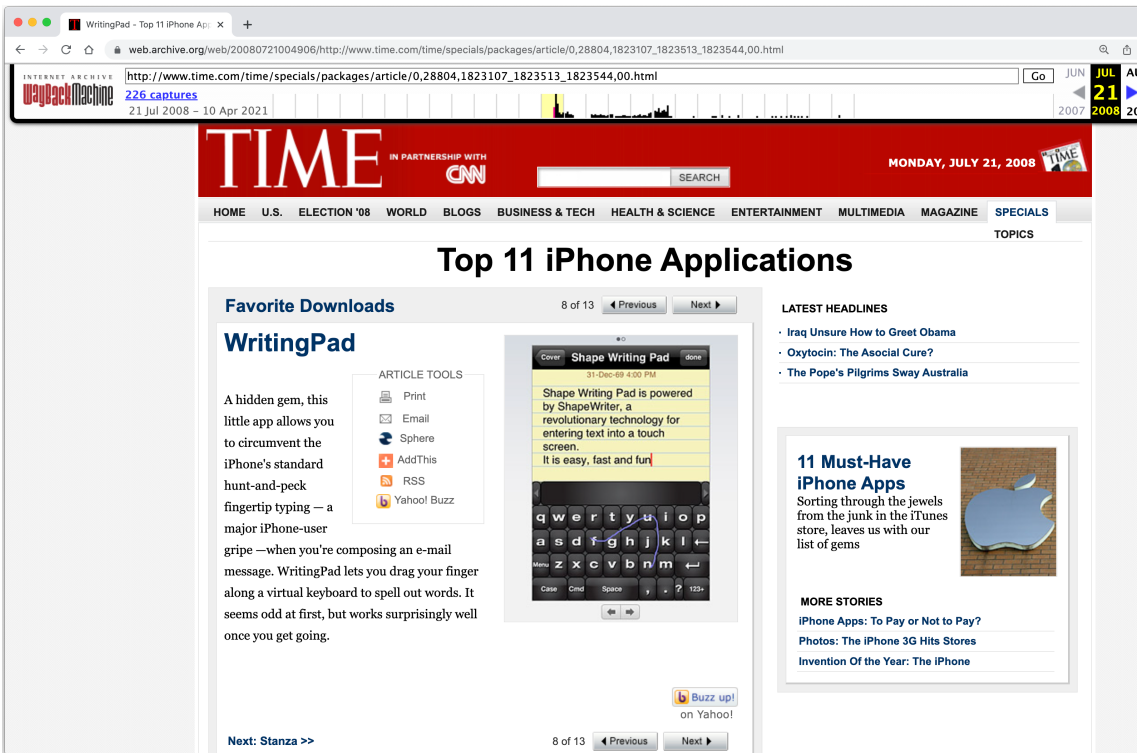 WritingPad - Top 11 iPhone App
web.archive.org/web/20080721004906/http://www.time.com/time/specials/packages/article/0,28804,1823107_1823513_1823544,00.html
INTERNET ARCHIVE
WayBackMachine
http://www.time.com/time/specials/packages/article/0,28804,1823107_1823513_1823544,00.html
Go
JUN JUL AU
226 captures
21
21 Jul 2008 – 10 Apr 2021
2007 2008 20
TIME
IN PARTNERSHIP WITH
CNN
SEARCH
MONDAY, JULY 21, 2008
TIME
HOME U.S. ELECTION '08 WORLD BLOGS BUSINESS & TECH HEALTH & SCIENCE ENTERTAINMENT MULTIMEDIA MAGAZINE SPECIALS
TOPICS
Top 11 iPhone Applications
Favorite Downloads
8 of 13 Previous Next
WritingPad
ARTICLE TOOLS
Print
Email
Sphere
AddThis
RSS
Yahoo! Buzz
A hidden gem, this
little app allows you
to circumvent the
iPhone's standard
hunt-and-peck
fingertip typing — a
major iPhone-user
gripe —when you're composing an e-mail
message. WritingPad lets you drag your finger
along a virtual keyboard to spell out words. It
seems odd at first, but works surprisingly well
once you get going.
Cover Shape Writing Pad done
31-Dec-69 4:00 PM
Shape Writing Pad is powered
by ShapeWriter, a
revolutionary technology for
entering text into a touch
screen.
It is easy, fast and fun
q w e r t y u i o p
a s d f g h j k l
Menu z x c v b n m
Case Cmd Space , . ? 123+
Buzz up!
on Yahoo!
Next: Stanza >>
8 of 13 Previous Next
LATEST HEADLINES
· Iraq Unsure How to Greet Obama
· Oxytocin: The Asocial Cure?
· The Pope's Pilgrims Sway Australia
11 Must-Have
iPhone Apps
Sorting through the jewels
from the junk in the iTunes
store, leaves us with our
list of gems
MORE STORIES
iPhone Apps: To Pay or Not to Pay?
Photos: The iPhone 3G Hits Stores
Invention Of the Year: The iPhone